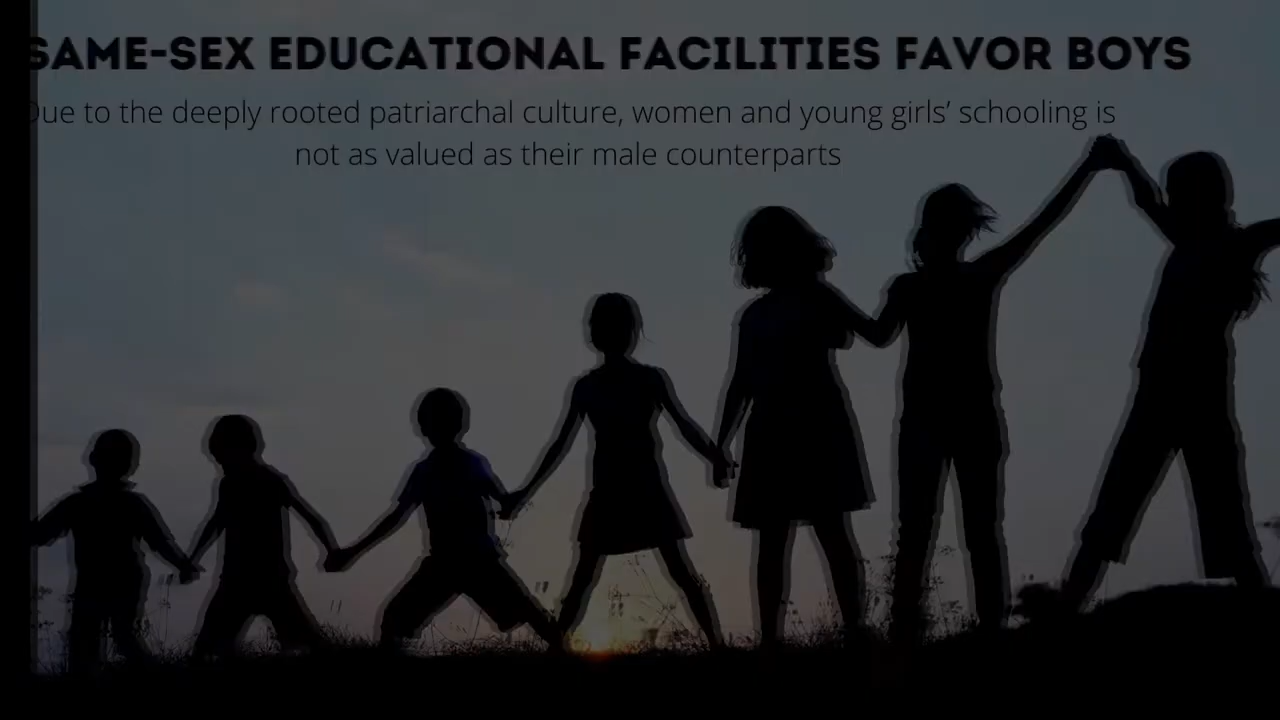 SAME-SEX EDUCATIONAL FACILITIES FAVOR BOYS
Due to the deeply rooted patriarchal culture, women and young girls’ schooling is
not as valued as their male counterparts